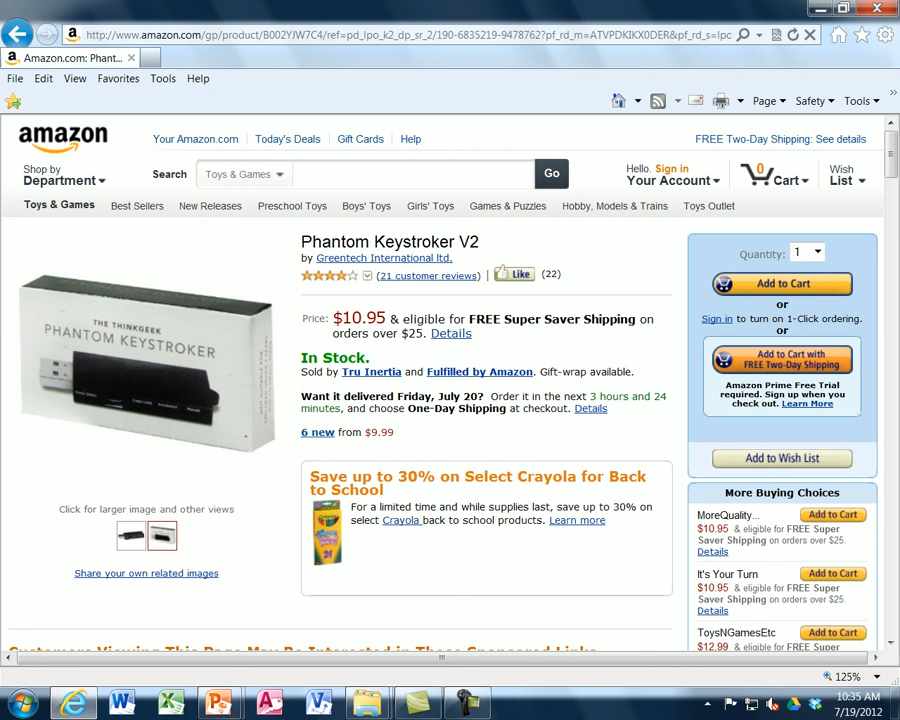 http://www.amazon.com/gp/product/B002YJW7C4/ref=pd_lpo_k2_dp_sr_2/190-6835219-9478762?pf_rd_m=ATVPDKIKX0DER&pf_rd_s=lpc
Amazon.com: Phant...
File Edit View Favorites Tools Help
Page Safety Tools
amazon
Your Amazon.com Today's Deals Gift Cards Help
FREE Two-Day Shipping: See details
Shop by
Department
Search Toys & Games Go
Hello. Sign in
Your Account
0 Cart
Wish
List
Toys & Games Best Sellers New Releases Preschool Toys Boys' Toys Girls' Toys Games & Puzzles Hobby, Models & Trains Toys Outlet
Phantom Keystroker V2
by Greentech International ltd.
(21 customer reviews) | Like (22)
THE THINKGEEK
PHANTOM KEYSTROKER
Price: $10.95 & eligible for FREE Super Saver Shipping on
orders over $25. Details
In Stock.
Sold by Tru Inertia and Fulfilled by Amazon. Gift-wrap available.
Want it delivered Friday, July 20? Order it in the next 3 hours and 24
minutes, and choose One-Day Shipping at checkout. Details
6 new from $9.99
Click for larger image and other views
Share your own related images
Save up to 30% on Select Crayola for Back
to School
For a limited time and while supplies last, save up to 30% on
select Crayola back to school products. Learn more
Quantity: 1
Add to Cart
or
Sign in to turn on 1-Click ordering.
or
Add to Cart with
FREE Two-Day Shipping
Amazon Prime Free Trial
required. Sign up when you
check out. Learn More
Add to Wish List
More Buying Choices
MoreQuality... Add to Cart
$10.95 & eligible for FREE Super
Saver Shipping on orders over $25.
Details
It's Your Turn Add to Cart
$10.95 & eligible for FREE Super
Saver Shipping on orders over $25.
Details
ToysNGamesEtc Add to Cart
$12.99 & eligible for FREE Super
Customers Viewing This Page May Be Interested in These Sponsored Links
125%
10:35 AM
7/19/2012